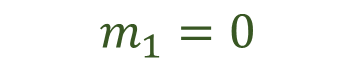 m₁ = 0